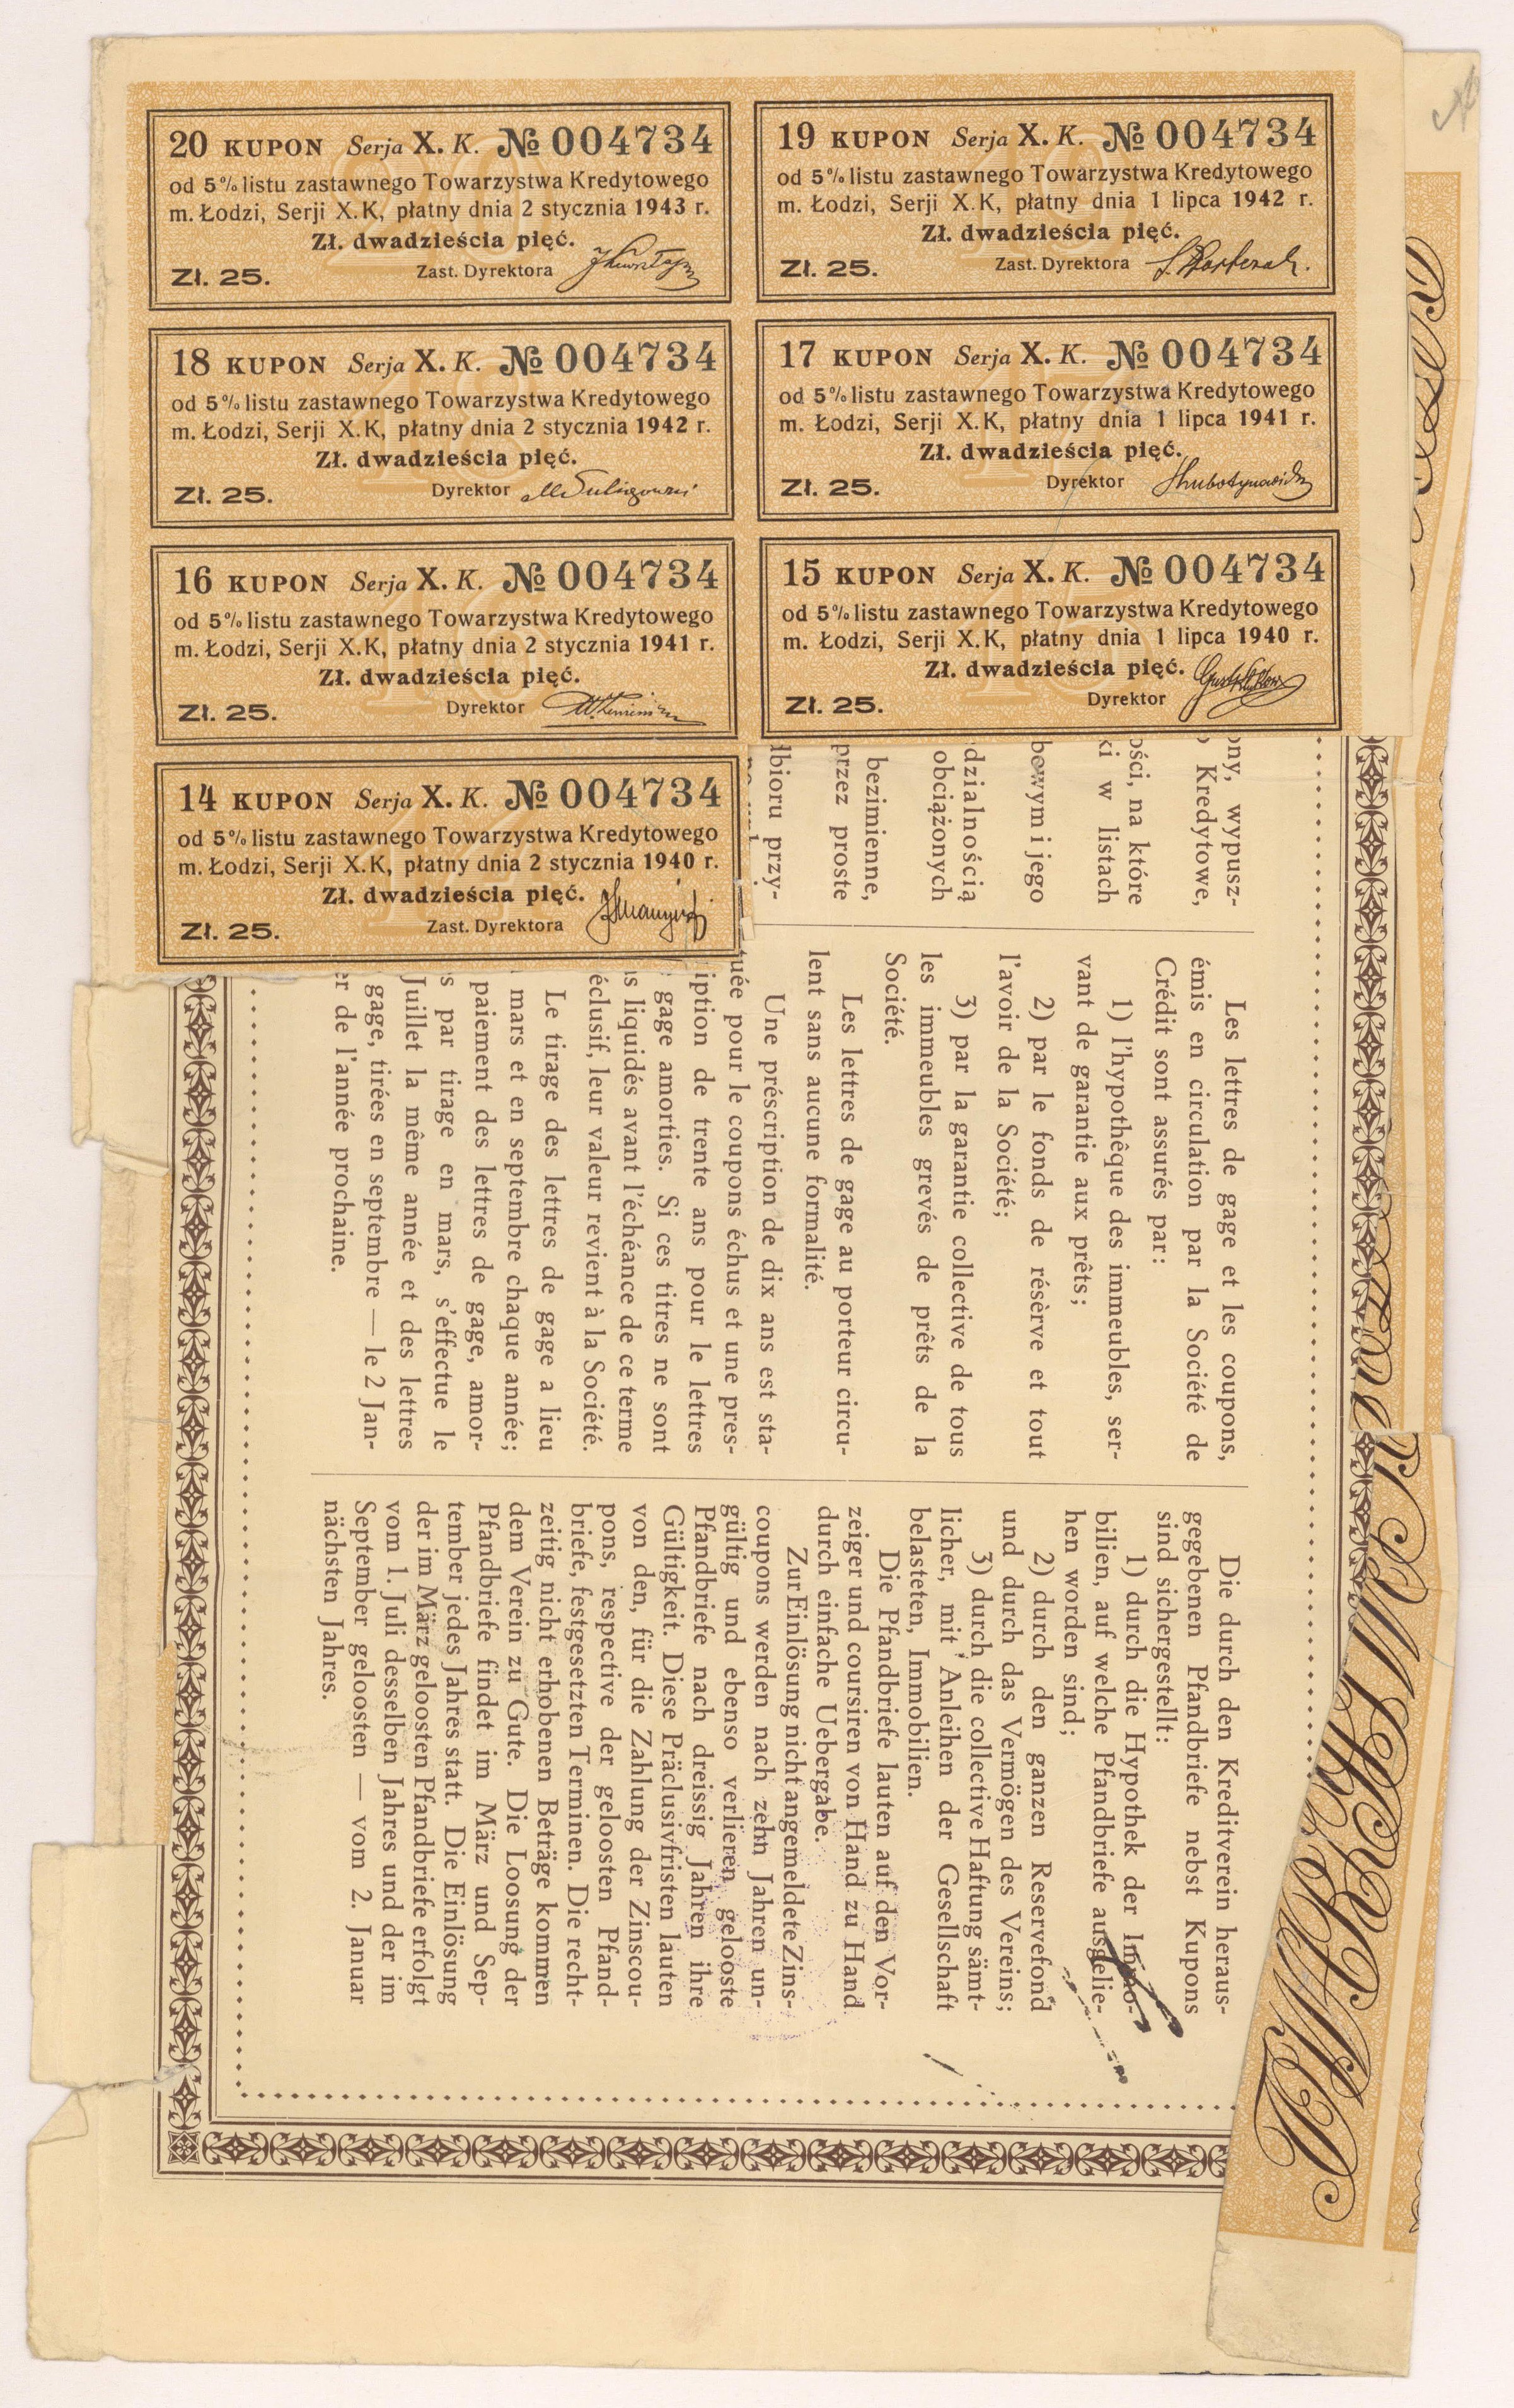 20 KUPON Serja X. K. № 004734
od 5% listu zastawnego Towarzystwa Kredytowego
m. Łodzi, Serji X.K, płatny dnia 2 stycznia 1943 r.
Zł. dwadzieścia pięć.
Zł. 25. Zast. Dyrektora
19 KUPON Serja X. K. № 004734
od 5% listu zastawnego Towarzystwa Kredytowego
m. Łodzi, Serji X.K, płatny dnia 1 lipca 1942 r.
Zł. dwadzieścia pięć.
Zł. 25. Zast. Dyrektora
18 KUPON Serja X. K. № 004734
od 5% listu zastawnego Towarzystwa Kredytowego
m. Łodzi, Serji X.K, płatny dnia 2 stycznia 1942 r.
Zł. dwadzieścia pięć.
Zł. 25. Dyrektor
17 KUPON Serja X. K. № 004734
od 5% listu zastawnego Towarzystwa Kredytowego
m. Łodzi, Serji X.K, płatny dnia 1 lipca 1941 r.
Zł. dwadzieścia pięć.
Zł. 25. Dyrektor
16 KUPON Serja X. K. № 004734
od 5% listu zastawnego Towarzystwa Kredytowego
m. Łodzi, Serji X.K, płatny dnia 2 stycznia 1941 r.
Zł. dwadzieścia pięć.
Zł. 25. Dyrektor
15 KUPON Serja X. K. № 004734
od 5% listu zastawnego Towarzystwa Kredytowego
m. Łodzi, Serji X.K, płatny dnia 1 lipca 1940 r.
Zł. dwadzieścia pięć.
Zł. 25. Dyrektor
14 KUPON Serja X. K. № 004734
od 5% listu zastawnego Towarzystwa Kredytowego
m. Łodzi, Serji X.K, płatny dnia 2 stycznia 1940 r.
Zł. dwadzieścia pięć.
Zł. 25. Zast. Dyrektora
ony, wypusz-
Kredytowe,
ości, na które
ki w listach
bowym i jego
dzialnością
obciążonych
bezimienne,
przez proste
dbioru przy-
Les lettres de gage et les coupons,
émis en circulation par la Société de
Crédit sont assurés par:
1) l'hypothêque des immeubles, ser-
vant de garantie aux prêts;
2) par le fonds de résèrve et tout
l'avoir de la Société;
3) par la garantie collective de tous
les immeubles grevés de prêts de la
Société.
Les lettres de gage au porteur circu-
lent sans aucune formalité.
Une préscription de dix ans est sta-
tuée pour le coupons échus et une pres-
iption de trente ans pour le lettres
gage amorties. Si ces titres ne sont
s liquidés avant l'échéance de ce terme
éclusif, leur valeur revient à la Société.
Le tirage des lettres de gage a lieu
mars et en septembre chaque année;
paiement des lettres de gage, amor-
s par tirage en mars, s'effectue le
Juillet la même année et des lettres
gage, tirées en septembre — le 2 Jan-
er de l'année prochaine.
Die durch den Kreditverein heraus-
gegebenen Pfandbriefe nebst Kupons
sind sichergestellt:
1) durch die Hypothek der Immo-
bilien, auf welche Pfandbriefe ausgelie-
hen worden sind;
2) durch den ganzen Reservefond
und durch das Vermögen des Vereins;
3) durch die collective Haftung sämt-
licher, mit Anleihen der Gesellschaft
belasteten, Immobilien.
Die Pfandbriefe lauten auf den Vor-
zeiger und coursiren von Hand zu Hand
durch einfache Uebergabe.
Zur Einlösung nicht angemeldete Zins-
coupons werden nach zehn Jahren un-
gültig und ebenso verlieren gelooste
Pfandbriefe nach dreissig Jahren ihre
Gültigkeit. Diese Präclusivfristen lauten
von den, für die Zahlung der Zinscou-
pons, respective der geloosten Pfand-
briefe, festgesetzten Terminen. Die recht-
zeitig nicht erhobenen Beträge kommen
dem Verein zu Gute. Die Loosung der
Pfandbriefe findet im März und Sep-
tember jedes Jahres statt. Die Einlösung
der im März geloosten Pfandbriefe erfolgt
vom 1. Juli desselben Jahres und der im
September geloosten — vom 2. Januar
nächsten Jahres.